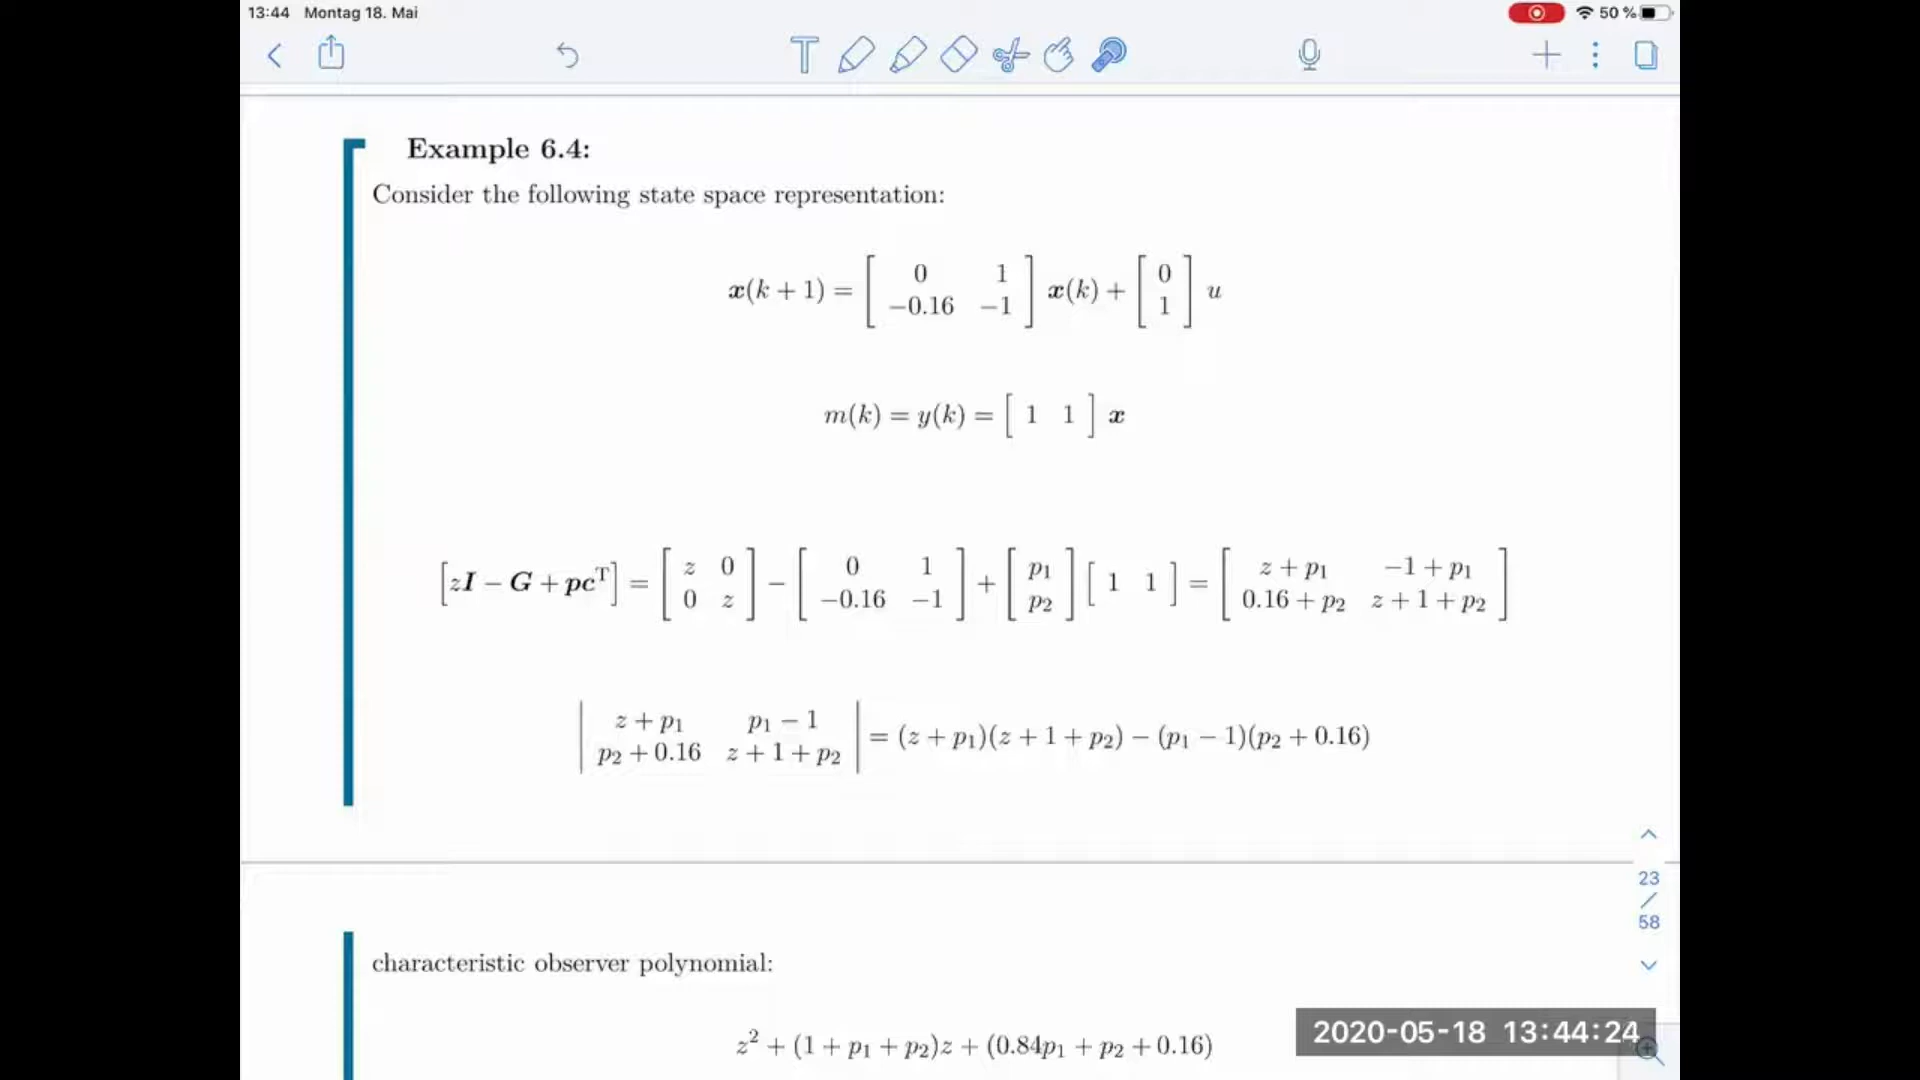 13:44 Montag 18. Mai
50 %
Example 6.4:
Consider the following state space representation:
x(k + 1) = [ 0 1 ; −0.16 −1 ] x(k) + [ 0 ; 1 ] u
m(k) = y(k) = [ 1 1 ] x
[zI − G + pcᵀ] = [ z 0 ; 0 z ] − [ 0 1 ; −0.16 −1 ] + [ p₁ ; p₂ ] [ 1 1 ] = [ z + p₁ −1 + p₁ ; 0.16 + p₂ z + 1 + p₂ ]
| z + p₁ p₁ − 1 ; p₂ + 0.16 z + 1 + p₂ | = (z + p₁)(z + 1 + p₂) − (p₁ − 1)(p₂ + 0.16)
23
/
58
characteristic observer polynomial:
z² + (1 + p₁ + p₂)z + (0.84p₁ + p₂ + 0.16)
2020-05-18 13:44:24